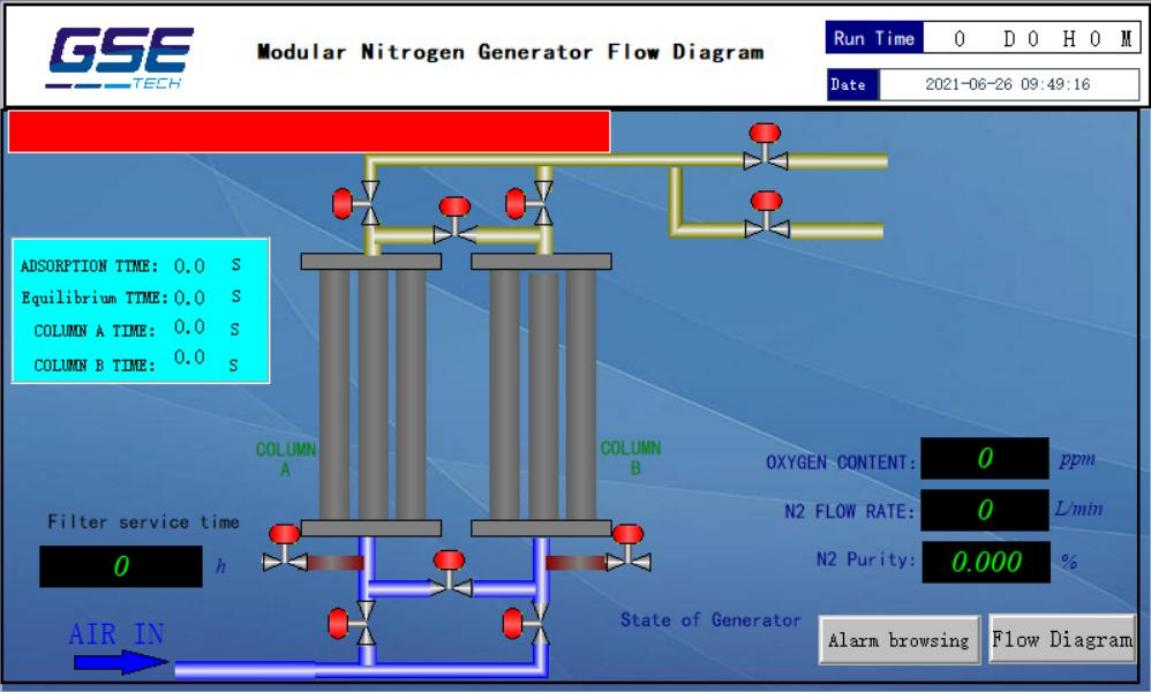 GSE
TECH
Modular Nitrogen Generator Flow Diagram
Run Time 0 D 0 H 0 M
Date 2021-06-26 09:49:16
ADSORPTION TTME: 0.0 S
Equilibrium TTME: 0.0 S
COLUMN A TIME: 0.0 S
COLUMN B TIME: 0.0 S
COLUMN
A
COLUMN
B
OXYGEN CONTENT: 0 ppm
N2 FLOW RATE: 0 L/min
N2 Purity: 0.000 %
Filter service time
0 h
AIR IN
State of Generator
Alarm browsing
Flow Diagram